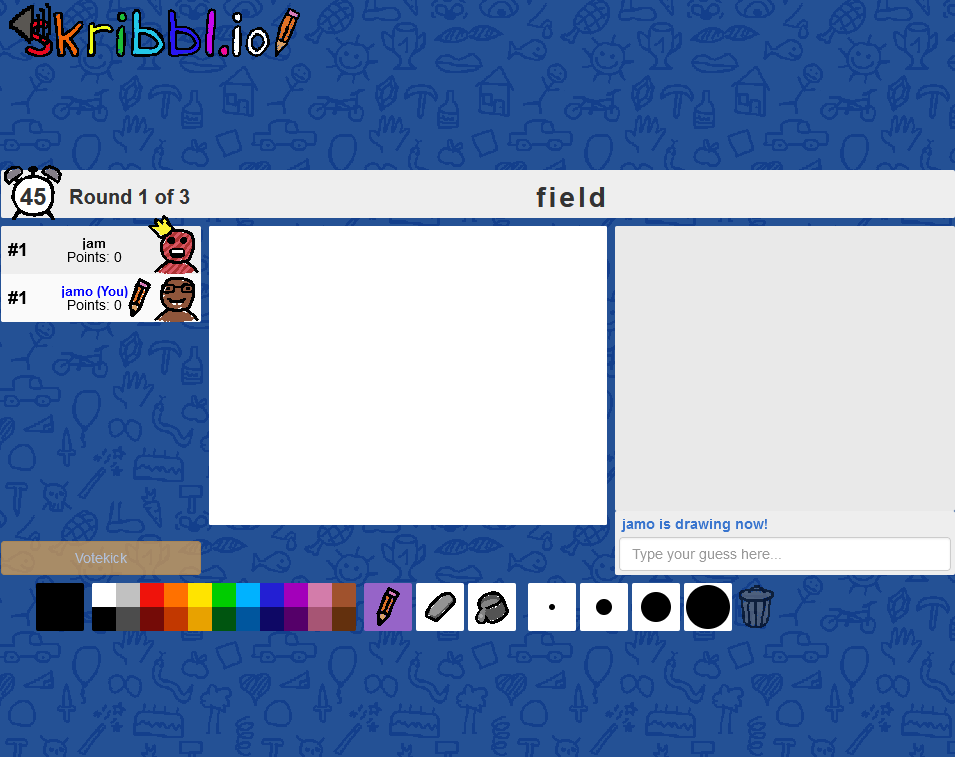 skribbl.io
45 Round 1 of 3 field
#1 jam
Points: 0
#1 jamo (You)
Points: 0
jamo is drawing now!
Type your guess here...
Votekick